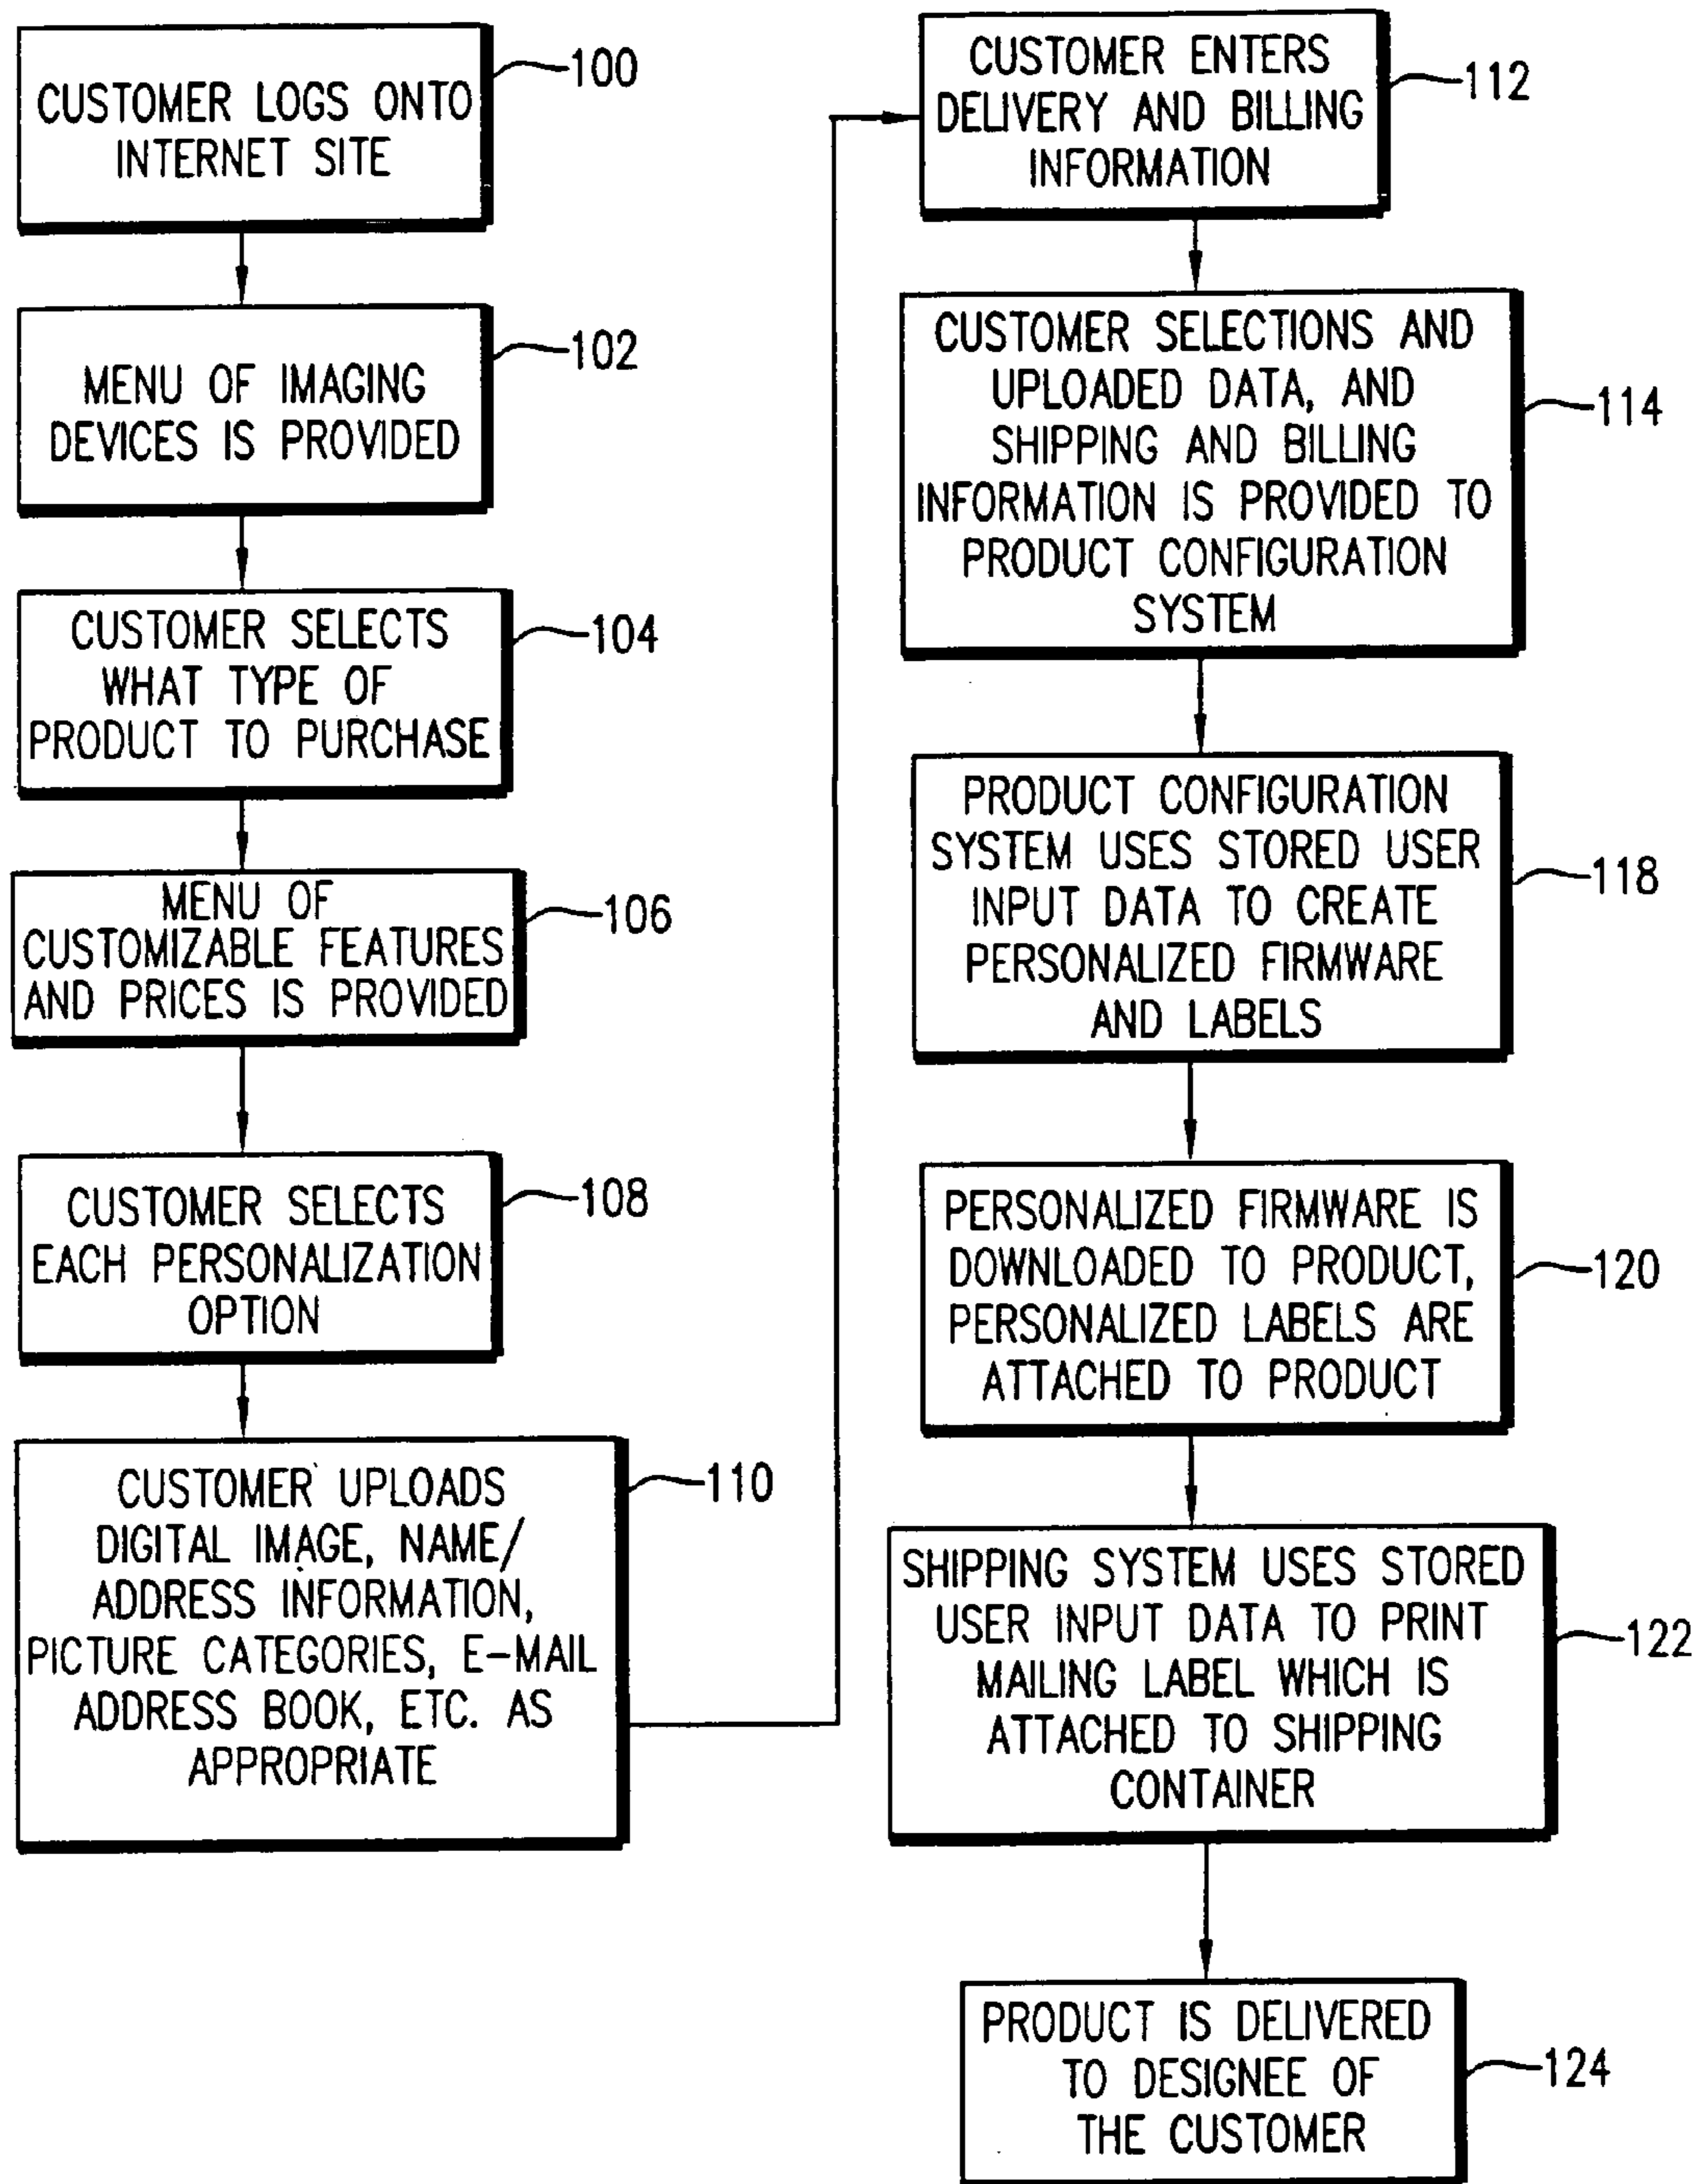 CUSTOMER LOGS ONTO
INTERNET SITE
100
MENU OF IMAGING
DEVICES IS PROVIDED
102
CUSTOMER SELECTS
WHAT TYPE OF
PRODUCT TO PURCHASE
104
MENU OF
CUSTOMIZABLE FEATURES
AND PRICES IS PROVIDED
106
CUSTOMER SELECTS
EACH PERSONALIZATION
OPTION
108
CUSTOMER UPLOADS
DIGITAL IMAGE, NAME/
ADDRESS INFORMATION,
PICTURE CATEGORIES, E-MAIL
ADDRESS BOOK, ETC. AS
APPROPRIATE
110
CUSTOMER ENTERS
DELIVERY AND BILLING
INFORMATION
112
CUSTOMER SELECTIONS AND
UPLOADED DATA, AND
SHIPPING AND BILLING
INFORMATION IS PROVIDED TO
PRODUCT CONFIGURATION
SYSTEM
114
PRODUCT CONFIGURATION
SYSTEM USES STORED USER
INPUT DATA TO CREATE
PERSONALIZED FIRMWARE
AND LABELS
118
PERSONALIZED FIRMWARE IS
DOWNLOADED TO PRODUCT,
PERSONALIZED LABELS ARE
ATTACHED TO PRODUCT
120
SHIPPING SYSTEM USES STORED
USER INPUT DATA TO PRINT
MAILING LABEL WHICH IS
ATTACHED TO SHIPPING
CONTAINER
122
PRODUCT IS DELIVERED
TO DESIGNEE OF
THE CUSTOMER
124